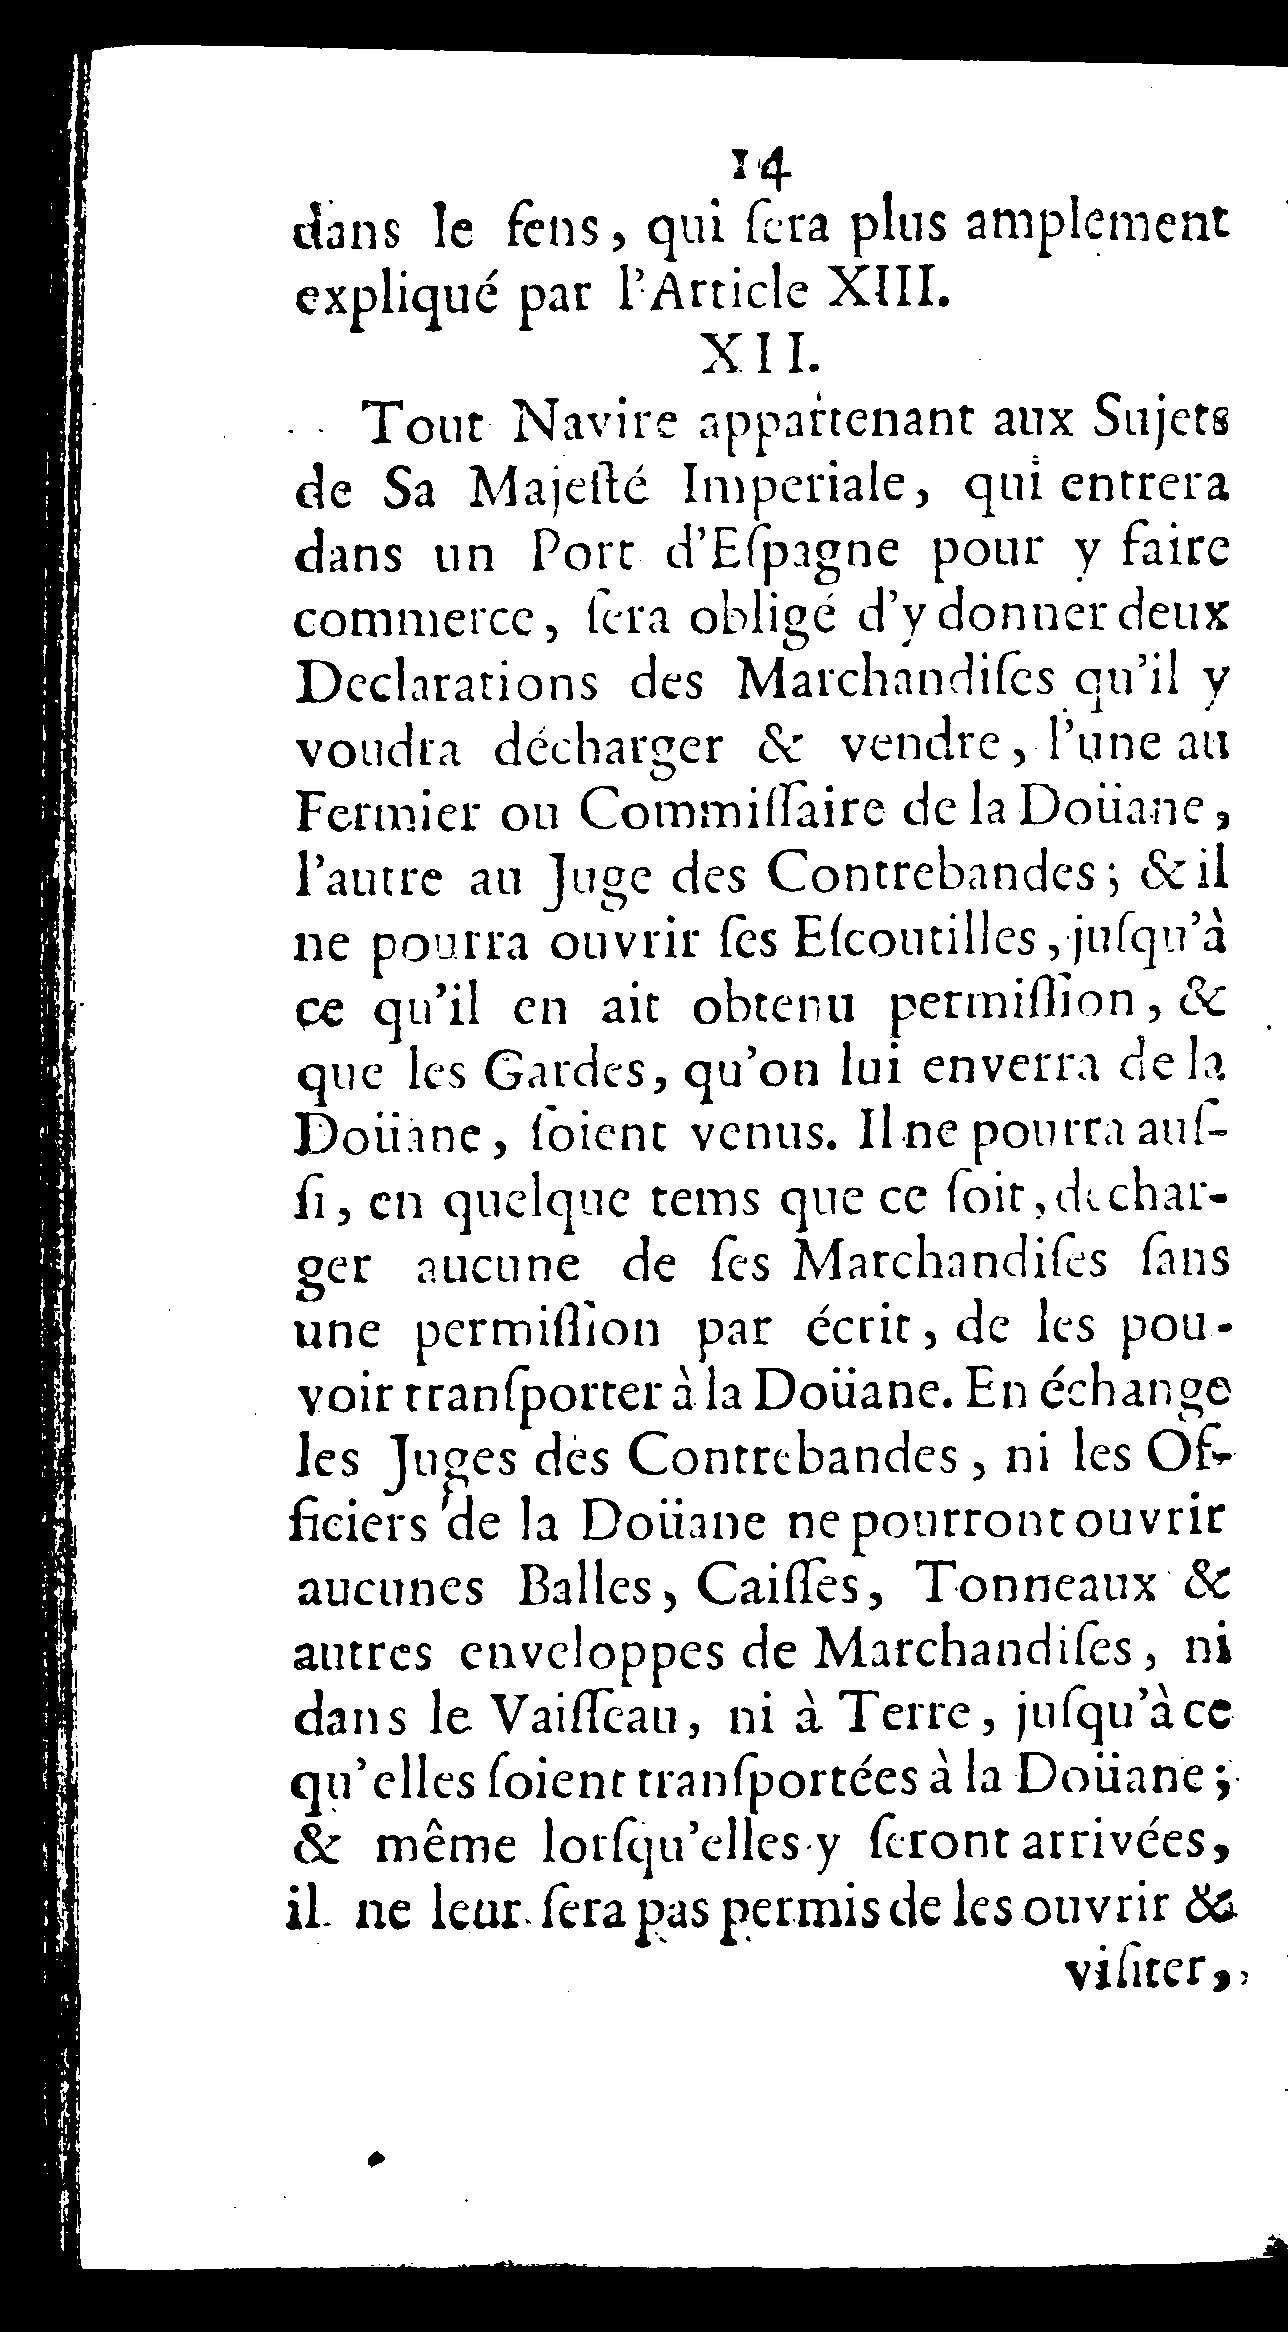 14
dans le ſens, qui ſera plus amplement
expliqué par l'Article XIII.
XII.
Tout Navire appartenant aux Sujets
de Sa Majeſté Imperiale, qui entrera
dans un Port d'Eſpagne pour y faire
commerce, ſera obligé d'y donner deux
Declarations des Marchandiſes qu'il y
voudra décharger & vendre, l'une au
Fermier ou Commiſſaire de la Doüane,
l'autre au Juge des Contrebandes; & il
ne pourra ouvrir ſes Eſcoutilles, juſqu'à
ce qu'il en ait obtenu permiſſion, &
que les Gardes, qu'on lui enverra de la
Doüane, ſoient venus. Il ne pourra auſ-
ſi, en quelque tems que ce ſoit, dechar-
ger aucune de ſes Marchandiſes ſans
une permiſſion par écrit, de les pou-
voir tranſporter à la Doüane. En échange
les Juges des Contrebandes, ni les Of-
ficiers de la Doüane ne pourront ouvrir
aucunes Balles, Caiſſes, Tonneaux &
autres enveloppes de Marchandiſes, ni
dans le Vaiſſeau, ni à Terre, juſqu'à ce
qu'elles ſoient tranſportées à la Doüane;
& même lorſqu'elles y ſeront arrivées,
il ne leur ſera pas permis de les ouvrir &
viſiter,